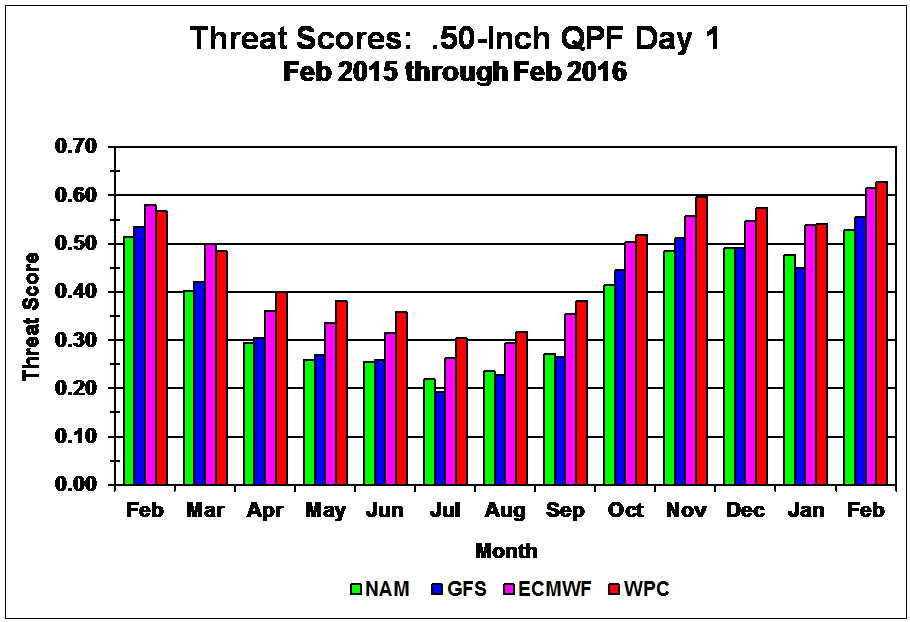 Threat Scores: .50-Inch QPF Day 1
Feb 2015 through Feb 2016
0.70
0.60
0.50
0.40
0.30
0.20
0.10
0.00
Threat Score
Feb Mar Apr May Jun Jul Aug Sep Oct Nov Dec Jan Feb
Month
NAM GFS ECMWF WPC